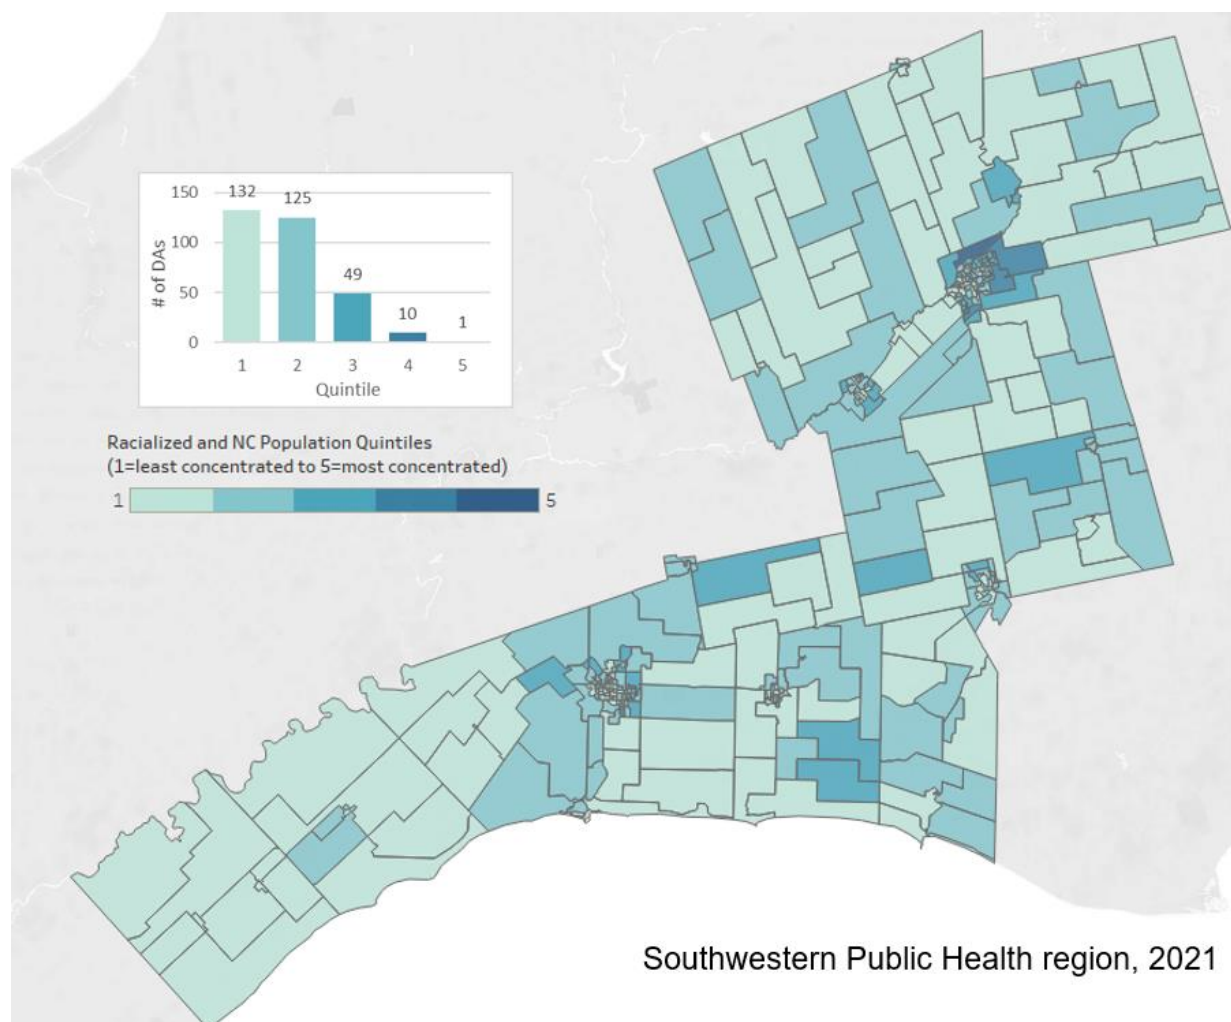 132
125
49
10
1
150
100
50
0
# of DAs
1 2 3 4 5
Quintile
Racialized and NC Population Quintiles
(1=least concentrated to 5=most concentrated)
1 5
Southwestern Public Health region, 2021